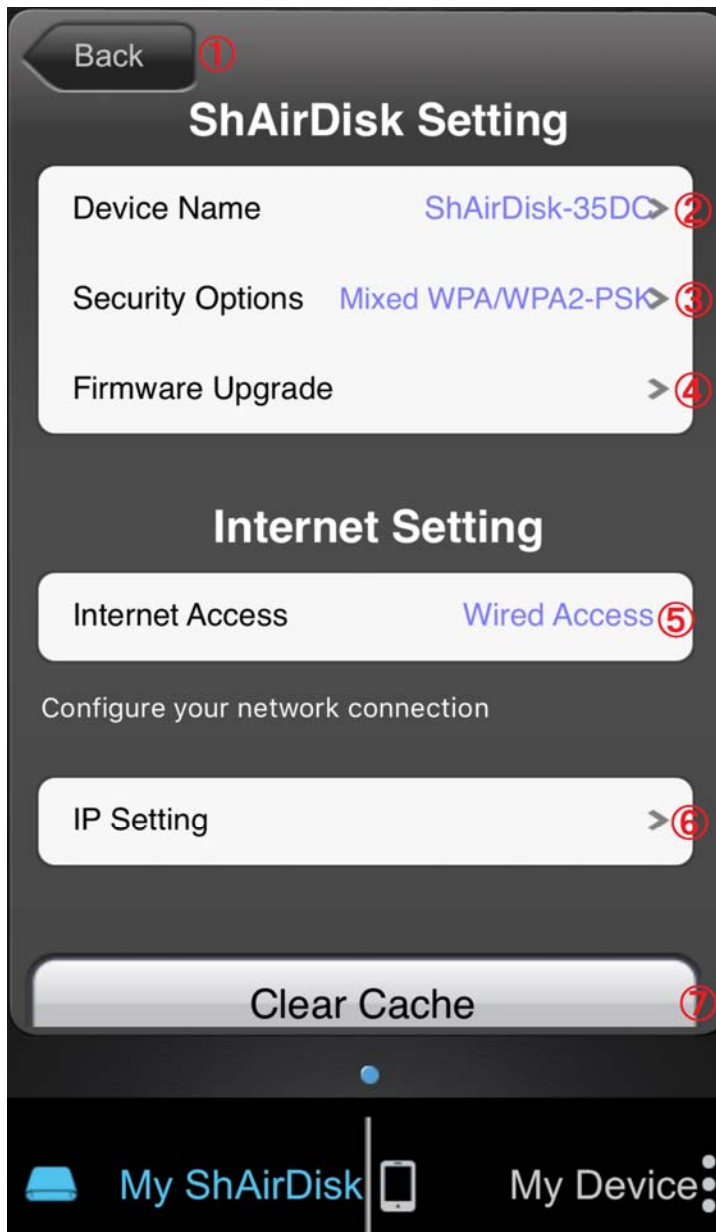 Back ①
ShAirDisk Setting
Device Name ShAirDisk-35DC ②
Security Options Mixed WPA/WPA2-PSK ③
Firmware Upgrade ④
Internet Setting
Internet Access Wired Access ⑤
Configure your network connection
IP Setting ⑥
Clear Cache ⑦
My ShAirDisk My Device